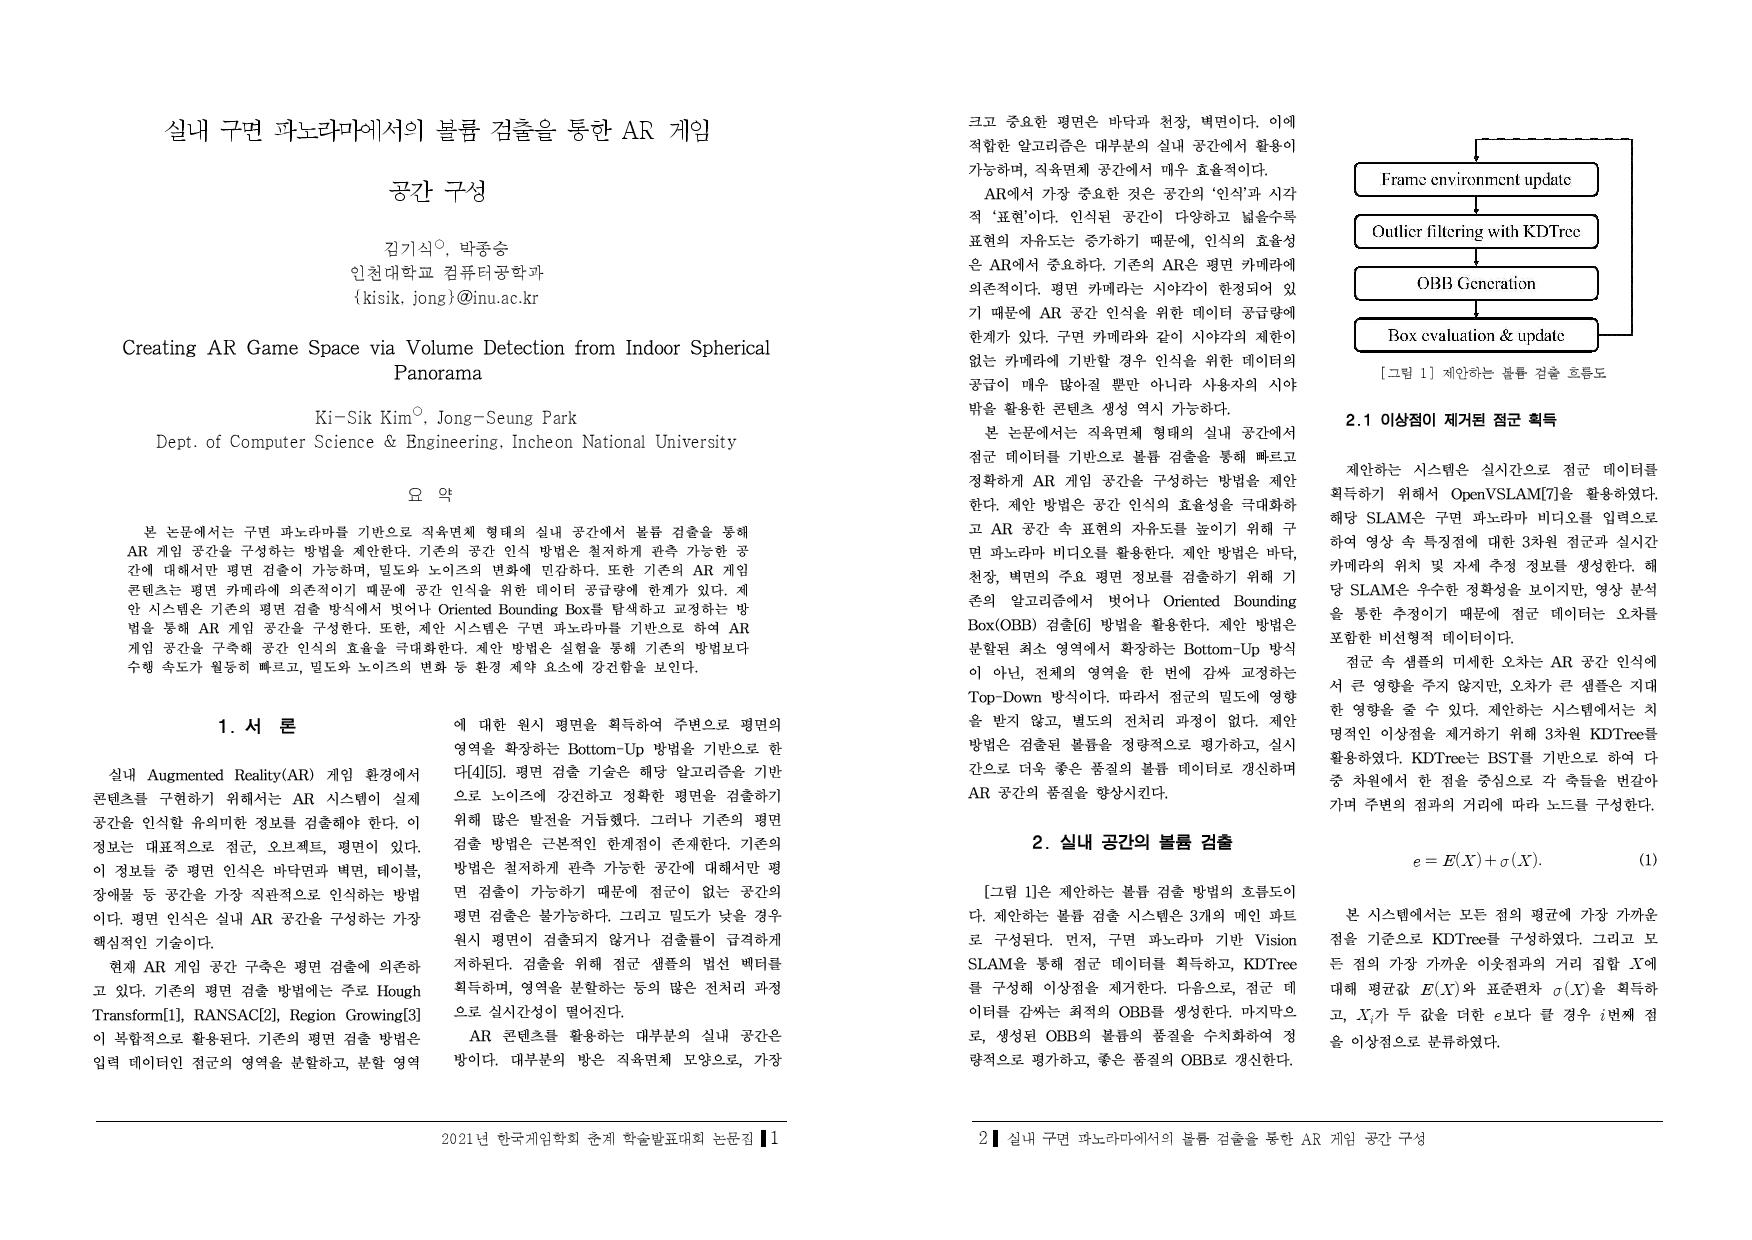 실내 구면 파노라마에서의 볼륨 검출을 통한 AR 게임
공간 구성
김기식○, 박종승
인천대학교 컴퓨터공학과
{kisik, jong}@inu.ac.kr
Creating AR Game Space via Volume Detection from Indoor Spherical
Panorama
Ki-Sik Kim○, Jong-Seung Park
Dept. of Computer Science & Engineering, Incheon National University
요 약
본 논문에서는 구면 파노라마를 기반으로 직육면체 형태의 실내 공간에서 볼륨 검출을 통해
AR 게임 공간을 구성하는 방법을 제안한다. 기존의 공간 인식 방법은 철저하게 관측 가능한 공
간에 대해서만 평면 검출이 가능하며, 밀도와 노이즈의 변화에 민감하다. 또한 기존의 AR 게임
콘텐츠는 평면 카메라에 의존적이기 때문에 공간 인식을 위한 데이터 공급량에 한계가 있다. 제
안 시스템은 기존의 평면 검출 방식에서 벗어나 Oriented Bounding Box를 탐색하고 교정하는 방
법을 통해 AR 게임 공간을 구성한다. 또한, 제안 시스템은 구면 파노라마를 기반으로 하여 AR
게임 공간을 구축해 공간 인식의 효율을 극대화한다. 제안 방법은 실험을 통해 기존의 방법보다
수행 속도가 월등히 빠르고, 밀도와 노이즈의 변화 등 환경 제약 요소에 강건함을 보인다.
1. 서 론
실내 Augmented Reality(AR) 게임 환경에서
콘텐츠를 구현하기 위해서는 AR 시스템이 실제
공간을 인식할 유의미한 정보를 검출해야 한다. 이
정보는 대표적으로 점군, 오브젝트, 평면이 있다.
이 정보들 중 평면 인식은 바닥면과 벽면, 테이블,
장애물 등 공간을 가장 직관적으로 인식하는 방법
이다. 평면 인식은 실내 AR 공간을 구성하는 가장
핵심적인 기술이다.
현재 AR 게임 공간 구축은 평면 검출에 의존하
고 있다. 기존의 평면 검출 방법에는 주로 Hough
Transform[1], RANSAC[2], Region Growing[3]
이 복합적으로 활용된다. 기존의 평면 검출 방법은
입력 데이터인 점군의 영역을 분할하고, 분할 영역
에 대한 원시 평면을 획득하여 주변으로 평면의
영역을 확장하는 Bottom-Up 방법을 기반으로 한
다[4][5]. 평면 검출 기술은 해당 알고리즘을 기반
으로 노이즈에 강건하고 정확한 평면을 검출하기
위해 많은 발전을 거듭했다. 그러나 기존의 평면
검출 방법은 근본적인 한계점이 존재한다. 기존의
방법은 철저하게 관측 가능한 공간에 대해서만 평
면 검출이 가능하기 때문에 점군이 없는 공간의
평면 검출은 불가능하다. 그리고 밀도가 낮을 경우
원시 평면이 검출되지 않거나 검출률이 급격하게
저하된다. 검출을 위해 점군 샘플의 법선 벡터를
획득하며, 영역을 분할하는 등의 많은 전처리 과정
으로 실시간성이 떨어진다.
AR 콘텐츠를 활용하는 대부분의 실내 공간은
방이다. 대부분의 방은 직육면체 모양으로, 가장
2021년 한국게임학회 춘계 학술발표대회 논문집 ▌1
크고 중요한 평면은 바닥과 천장, 벽면이다. 이에
적합한 알고리즘은 대부분의 실내 공간에서 활용이
가능하며, 직육면체 공간에서 매우 효율적이다.
AR에서 가장 중요한 것은 공간의 ‘인식’과 시각
적 ‘표현’이다. 인식된 공간이 다양하고 넓을수록
표현의 자유도는 증가하기 때문에, 인식의 효율성
은 AR에서 중요하다. 기존의 AR은 평면 카메라에
의존적이다. 평면 카메라는 시야각이 한정되어 있
기 때문에 AR 공간 인식을 위한 데이터 공급량에
한계가 있다. 구면 카메라와 같이 시야각의 제한이
없는 카메라에 기반할 경우 인식을 위한 데이터의
공급이 매우 많아질 뿐만 아니라 사용자의 시야
밖을 활용한 콘텐츠 생성 역시 가능하다.
본 논문에서는 직육면체 형태의 실내 공간에서
점군 데이터를 기반으로 볼륨 검출을 통해 빠르고
정확하게 AR 게임 공간을 구성하는 방법을 제안
한다. 제안 방법은 공간 인식의 효율성을 극대화하
고 AR 공간 속 표현의 자유도를 높이기 위해 구
면 파노라마 비디오를 활용한다. 제안 방법은 바닥,
천장, 벽면의 주요 평면 정보를 검출하기 위해 기
존의 알고리즘에서 벗어나 Oriented Bounding
Box(OBB) 검출[6] 방법을 활용한다. 제안 방법은
분할된 최소 영역에서 확장하는 Bottom-Up 방식
이 아닌, 전체의 영역을 한 번에 감싸 교정하는
Top-Down 방식이다. 따라서 점군의 밀도에 영향
을 받지 않고, 별도의 전처리 과정이 없다. 제안
방법은 검출된 볼륨을 정량적으로 평가하고, 실시
간으로 더욱 좋은 품질의 볼륨 데이터로 갱신하며
AR 공간의 품질을 향상시킨다.
2. 실내 공간의 볼륨 검출
[그림 1]은 제안하는 볼륨 검출 방법의 흐름도이
다. 제안하는 볼륨 검출 시스템은 3개의 메인 파트
로 구성된다. 먼저, 구면 파노라마 기반 Vision
SLAM을 통해 점군 데이터를 획득하고, KDTree
를 구성해 이상점을 제거한다. 다음으로, 점군 데
이터를 감싸는 최적의 OBB를 생성한다. 마지막으
로, 생성된 OBB의 볼륨의 품질을 수치화하여 정
량적으로 평가하고, 좋은 품질의 OBB로 갱신한다.
Frame environment update
Outlier filtering with KDTree
OBB Generation
Box evaluation & update
[그림 1] 제안하는 볼륨 검출 흐름도
2.1 이상점이 제거된 점군 획득
제안하는 시스템은 실시간으로 점군 데이터를
획득하기 위해서 OpenVSLAM[7]을 활용하였다.
해당 SLAM은 구면 파노라마 비디오를 입력으로
하여 영상 속 특징점에 대한 3차원 점군과 실시간
카메라의 위치 및 자세 추정 정보를 생성한다. 해
당 SLAM은 우수한 정확성을 보이지만, 영상 분석
을 통한 추정이기 때문에 점군 데이터는 오차를
포함한 비선형적 데이터이다.
점군 속 샘플의 미세한 오차는 AR 공간 인식에
서 큰 영향을 주지 않지만, 오차가 큰 샘플은 지대
한 영향을 줄 수 있다. 제안하는 시스템에서는 치
명적인 이상점을 제거하기 위해 3차원 KDTree를
활용하였다. KDTree는 BST를 기반으로 하여 다
중 차원에서 한 점을 중심으로 각 축들을 번갈아
가며 주변의 점과의 거리에 따라 노드를 구성한다.
e = E(X)+σ(X). (1)
본 시스템에서는 모든 점의 평균에 가장 가까운
점을 기준으로 KDTree를 구성하였다. 그리고 모
든 점의 가장 가까운 이웃점과의 거리 집합 X에
대해 평균값 E(X)와 표준편차 σ(X)을 획득하
고, Xᵢ가 두 값을 더한 e보다 클 경우 i번째 점
을 이상점으로 분류하였다.
2▌ 실내 구면 파노라마에서의 볼륨 검출을 통한 AR 게임 공간 구성